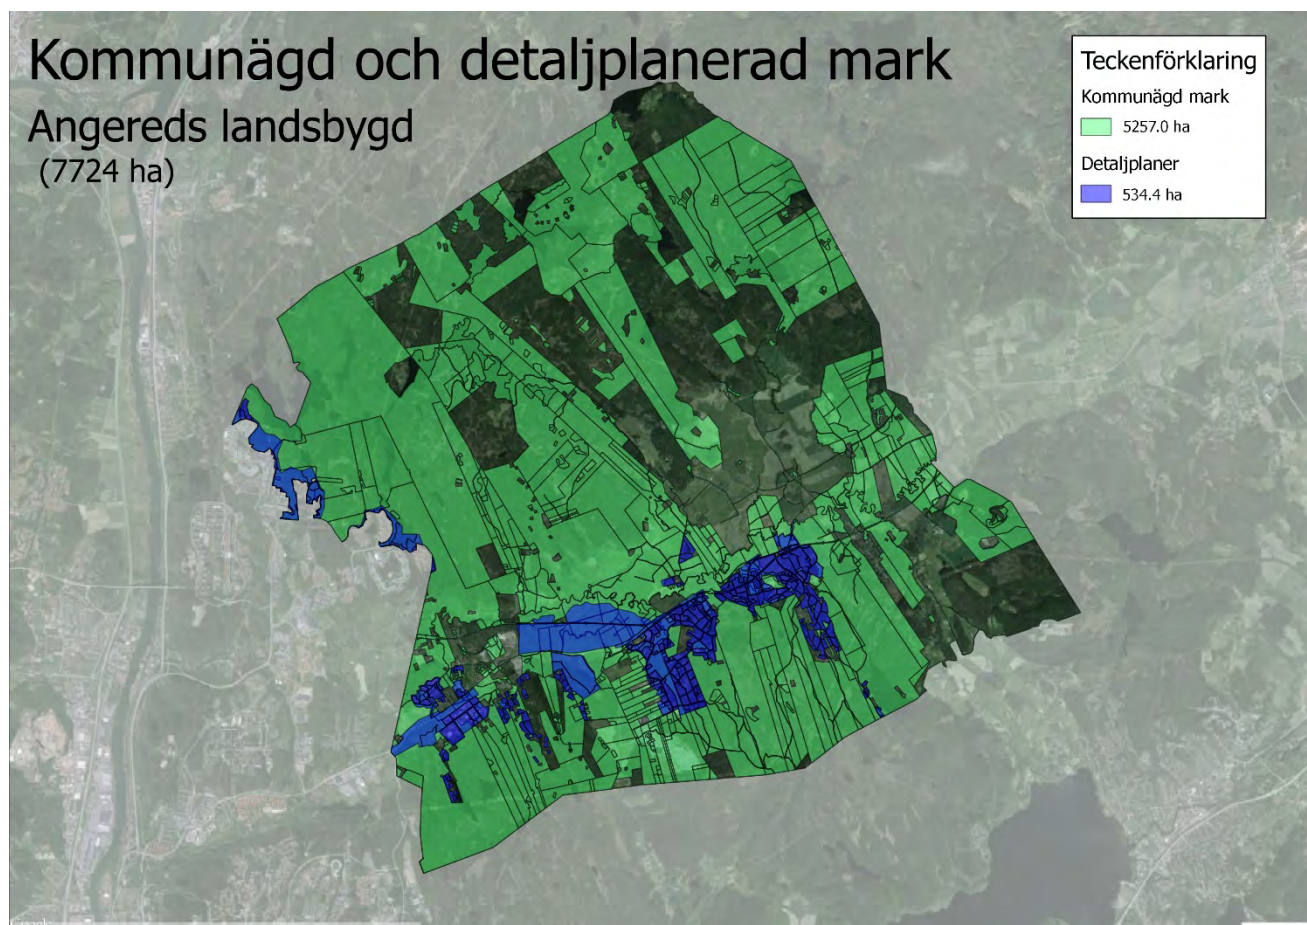 Kommunägd och detaljplanerad mark
Angereds landsbygd
(7724 ha)
Teckenförklaring
Kommunägd mark
5257.0 ha
Detaljplaner
534.4 ha